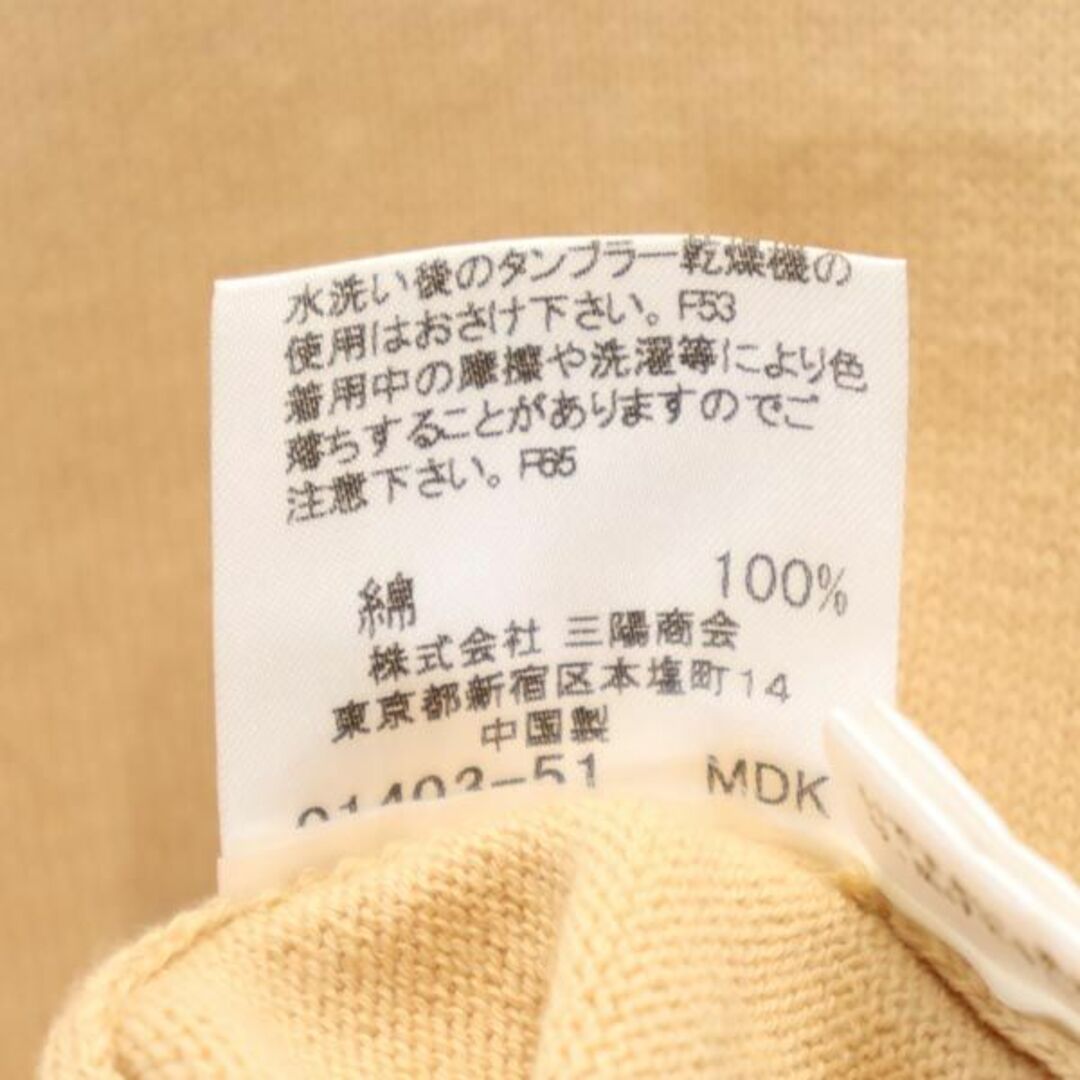 水洗い後のタンブラー乾燥機の
使用はおさけ下さい。F53
着用中の摩擦や洗濯等により色
落ちすることがありますのでご
注意下さい。F65
綿 100%
株式会社 三陽商会
東京都新宿区本塩町14
中国製
01403-51 MDK